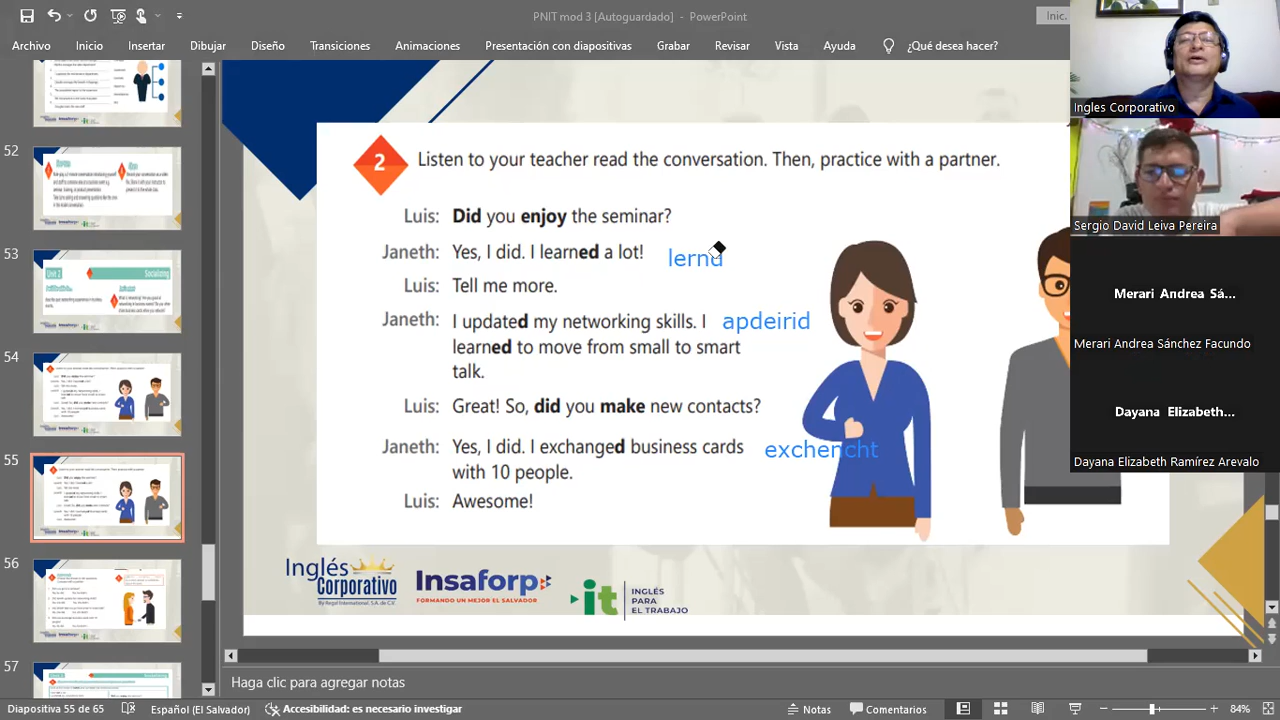 PNIT mod 3 [Autoguardado] - PowerPoint
Inic.
Archivo Inicio Insertar Dibujar Diseño Transiciones Animaciones Presentación con diapositivas Grabar Revisar Vista Ayuda ¿Qué desea hacer?
Ingles Corporativo
Sergio David Leiva Pereira
Merari Andrea Sá...
Merari Andrea Sánchez Facundo
Dayana Elizabeth...
52
53
Unit 2 Socializing
54
55
56
57
2 Listen to your teacher read the conversation. Then, practice with a partner.
Luis: Did you enjoy the seminar?
Janeth: Yes, I did. I learned a lot! lernd
Luis: Tell me more.
Janeth: I updated my networking skills. I apdeirid
learned to move from small to smart
talk.
Luis: Great! So, did you make new contacts?
Janeth: Yes, I did. I exchanged business cards exchencht
with 10 people.
Luis: Awesome!
Inglés
Corporativo
By Regal International, S.A. de C.V.
Insaforp
FORMANDO UN MEJOR EL SALVADOR
it
INGLÉS
PARA
EL TRABAJO
Haga clic para agregar notas
Diapositiva 55 de 65 Español (El Salvador) Accesibilidad: es necesario investigar Notas Comentarios 84%